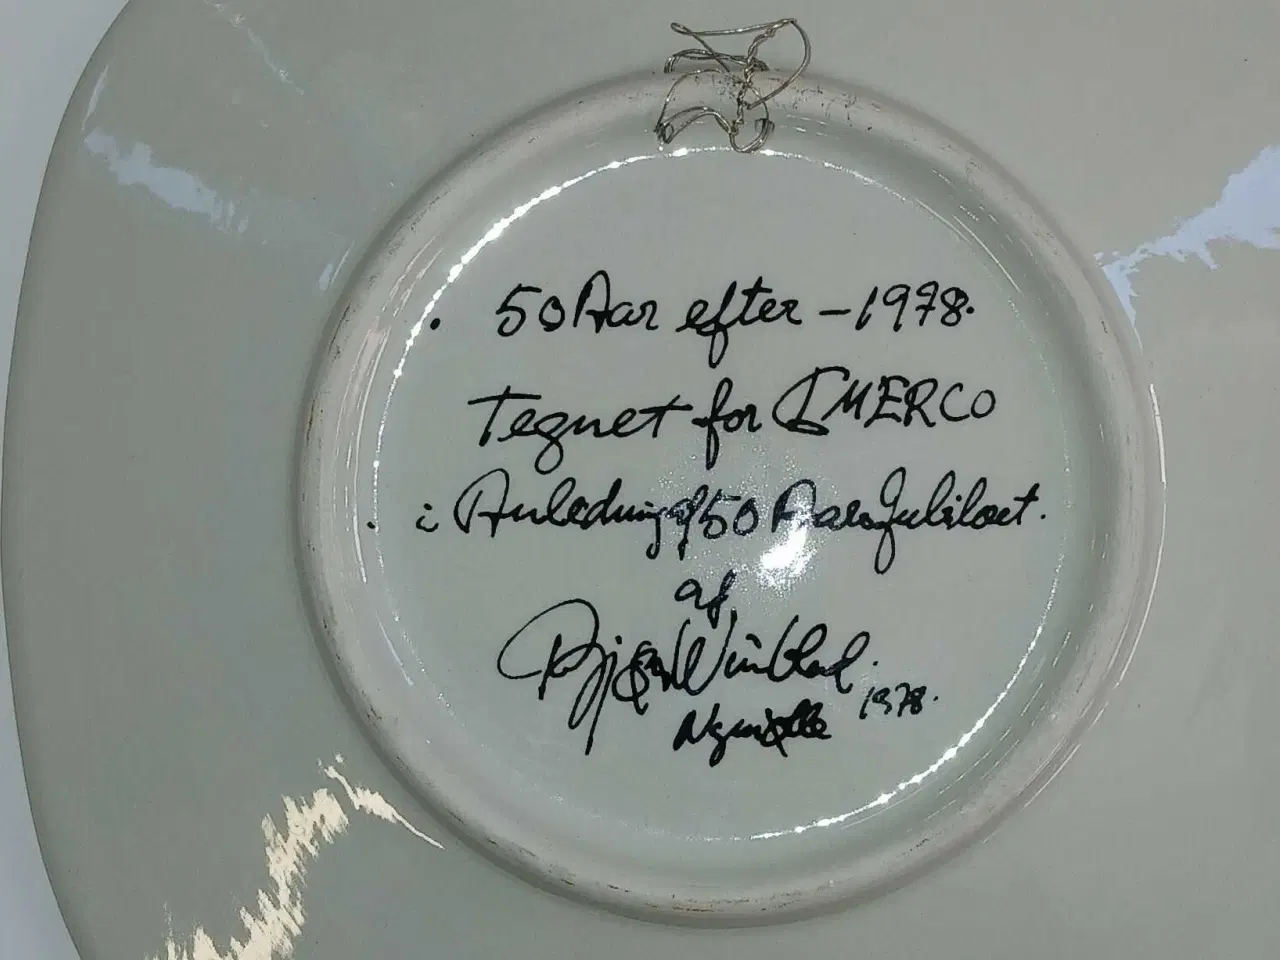 . 50 Aar efter - 1978.
Tegnet for IMERCO
. i Anledning af 50 Aars Jubilæet.
af
Bjørn Wiinblad.
Nymølle 1978.